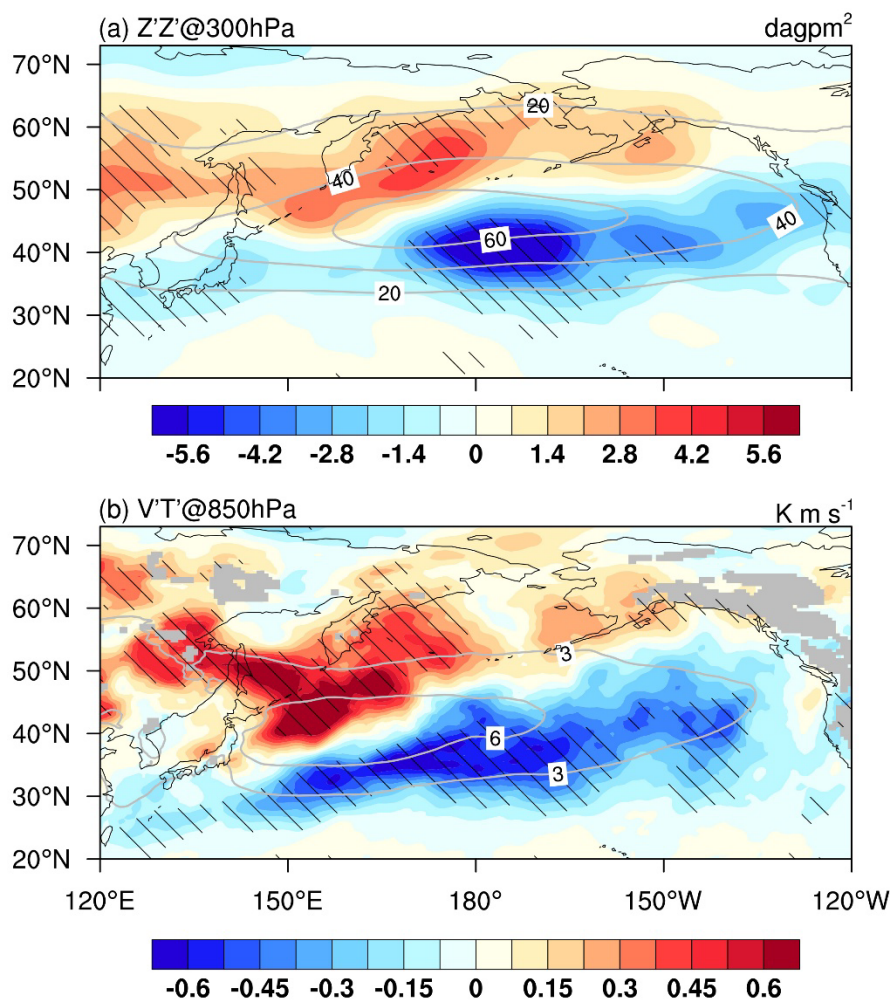 (a) Z'Z'@300hPa dagpm²
70°N
60°N
50°N
40°N
30°N
20°N
20
40
40
60
20
-5.6 -4.2 -2.8 -1.4 0 1.4 2.8 4.2 5.6
(b) V'T'@850hPa K m s⁻¹
70°N
60°N
50°N
40°N
30°N
20°N
3
6
3
120°E 150°E 180° 150°W 120°W
-0.6 -0.45 -0.3 -0.15 0 0.15 0.3 0.45 0.6